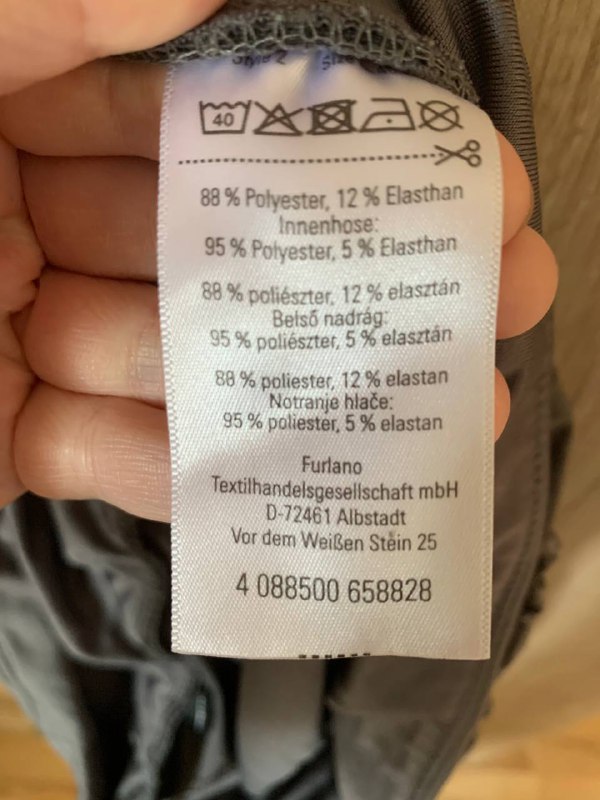 40
88 % Polyester, 12 % Elasthan
Innenhose:
95 % Polyester, 5 % Elasthan
88 % poliészter, 12 % elasztán
Belső nadrág:
95 % poliészter, 5 % elasztán
88 % poliester, 12 % elastan
Notranje hlače:
95 % poliester, 5 % elastan
Furlano
Textilhandelsgesellschaft mbH
D-72461 Albstadt
Vor dem Weißen Stein 25
4 088500 658828